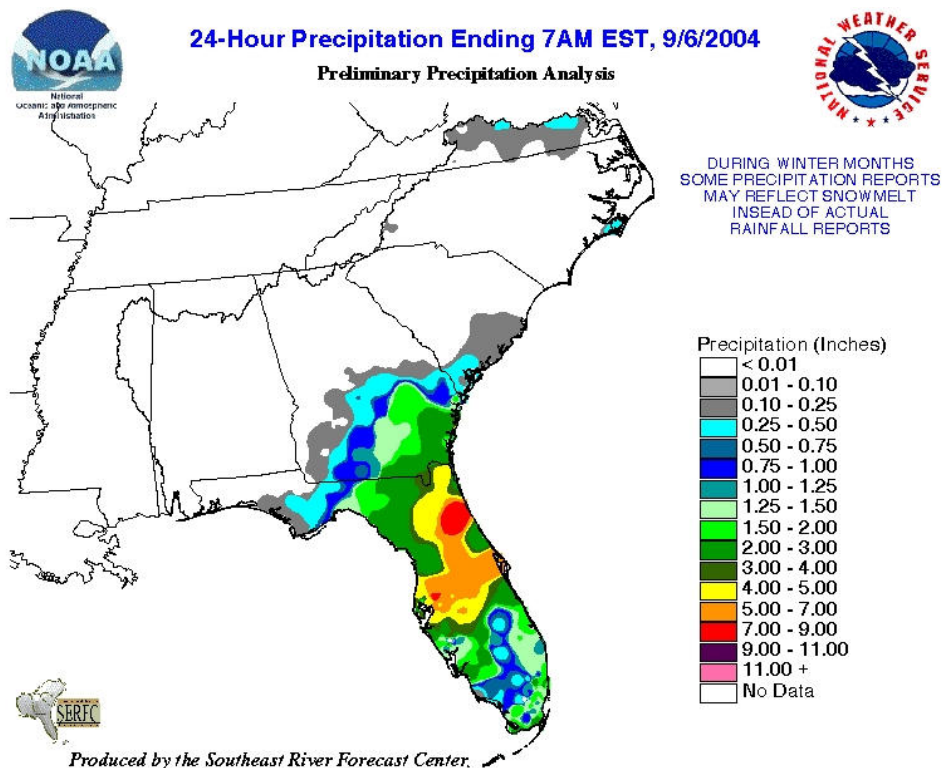 NOAA
National
Oceanic and Atmospheric
Administration
24-Hour Precipitation Ending 7AM EST, 9/6/2004
Preliminary Precipitation Analysis
NATIONAL WEATHER SERVICE
DURING WINTER MONTHS
SOME PRECIPITATION REPORTS
MAY REFLECT SNOWMELT
INSEAD OF ACTUAL
RAINFALL REPORTS
Precipitation (Inches)
< 0.01
0.01 - 0.10
0.10 - 0.25
0.25 - 0.50
0.50 - 0.75
0.75 - 1.00
1.00 - 1.25
1.25 - 1.50
1.50 - 2.00
2.00 - 3.00
3.00 - 4.00
4.00 - 5.00
5.00 - 7.00
7.00 - 9.00
9.00 - 11.00
11.00 +
No Data
SERFC
Produced by the Southeast River Forecast Center.